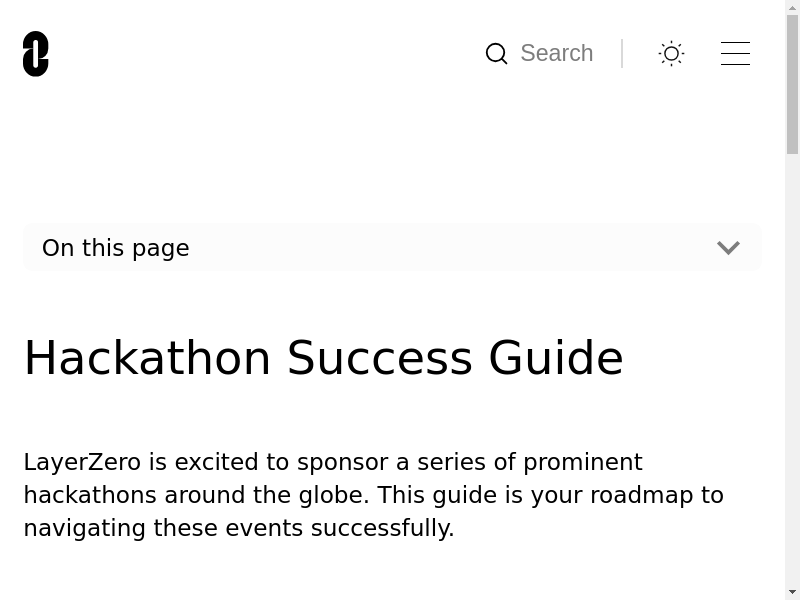 Search
On this page
Hackathon Success Guide
LayerZero is excited to sponsor a series of prominent
hackathons around the globe. This guide is your roadmap to
navigating these events successfully.